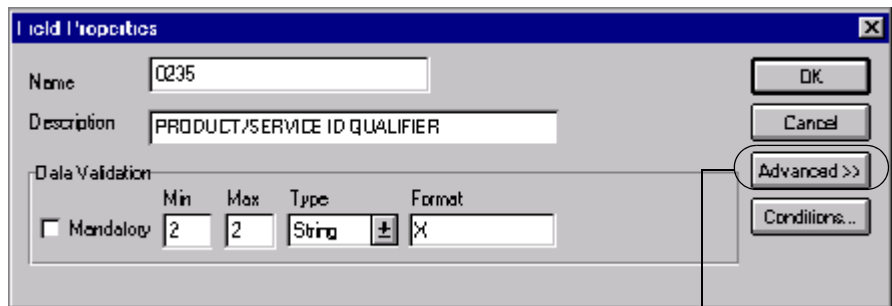 Field Properties
Name 0235
Description PRODUCT/SERVICE ID QUALIFIER
Data Validation
Min Max Type Format
Mandatory 2 2 String X
OK
Cancel
Advanced >>
Conditions...